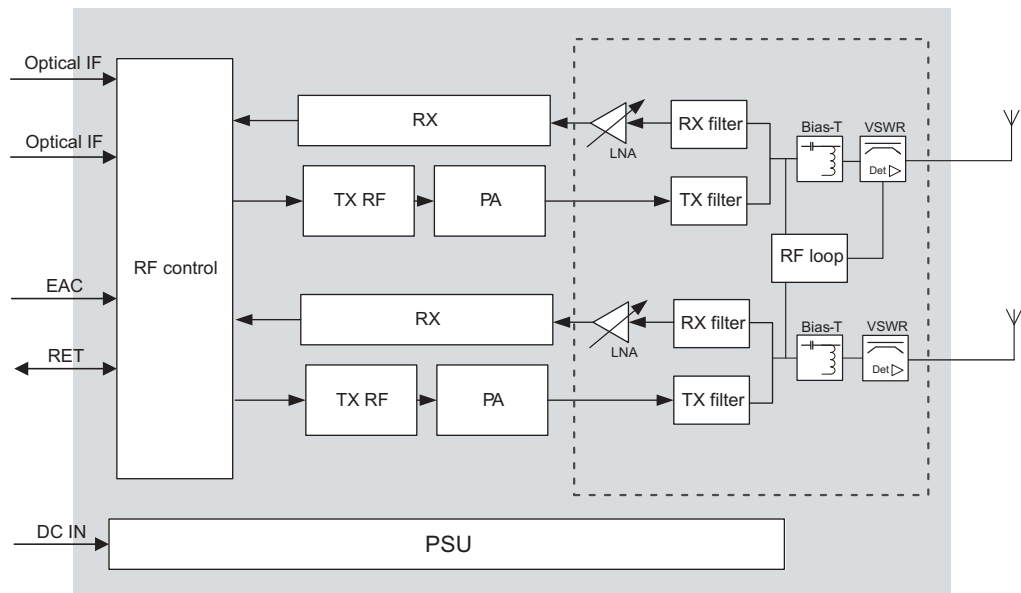 Optical IF
Optical IF
EAC
RET
DC IN
RF control
RX
LNA
RX filter
Bias-T
VSWR
Det
TX RF
PA
TX filter
RF loop
RX
LNA
RX filter
Bias-T
VSWR
Det
TX RF
PA
TX filter
PSU